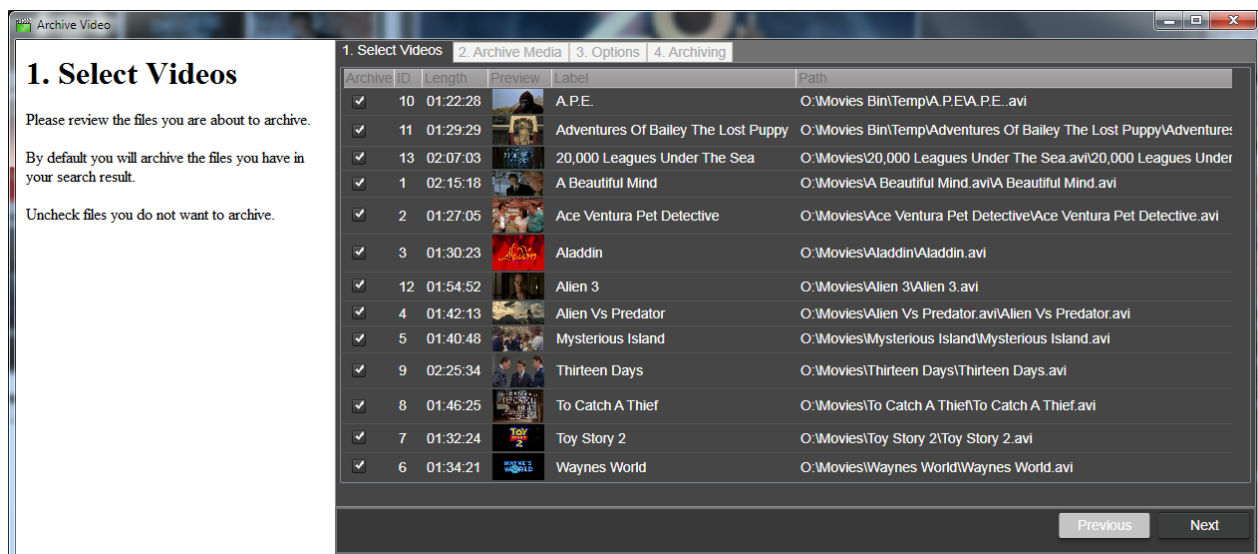 Archive Video
1. Select Videos
Please review the files you are about to archive.
By default you will archive the files you have in
your search result.
Uncheck files you do not want to archive.
1. Select Videos 2. Archive Media 3. Options 4. Archiving
Archive ID Length Preview Label Path
10 01:22:28 A.P.E. O:\Movies Bin\Temp\A.P.E\A.P.E..avi
11 01:29:29 Adventures Of Bailey The Lost Puppy O:\Movies Bin\Temp\Adventures Of Bailey The Lost Puppy\Adventures
13 02:07:03 20,000 Leagues Under The Sea O:\Movies\20,000 Leagues Under The Sea.avi\20,000 Leagues Under
1 02:15:18 A Beautiful Mind O:\Movies\A Beautiful Mind.avi\A Beautiful Mind.avi
2 01:27:05 Ace Ventura Pet Detective O:\Movies\Ace Ventura Pet Detective\Ace Ventura Pet Detective.avi
3 01:30:23 Aladdin Aladdin O:\Movies\Aladdin\Aladdin.avi
12 01:54:52 Alien 3 O:\Movies\Alien 3\Alien 3.avi
4 01:42:13 Alien Vs Predator O:\Movies\Alien Vs Predator.avi\Alien Vs Predator.avi
5 01:40:48 Mysterious Island O:\Movies\Mysterious Island\Mysterious Island.avi
9 02:25:34 Thirteen Days O:\Movies\Thirteen Days\Thirteen Days.avi
8 01:46:25 To Catch A Thief O:\Movies\To Catch A Thief\To Catch A Thief.avi
7 01:32:24 TOY STORY 2 Toy Story 2 O:\Movies\Toy Story 2\Toy Story 2.avi
6 01:34:21 WAYNE'S WORLD Waynes World O:\Movies\Waynes World\Waynes World.avi
Previous Next